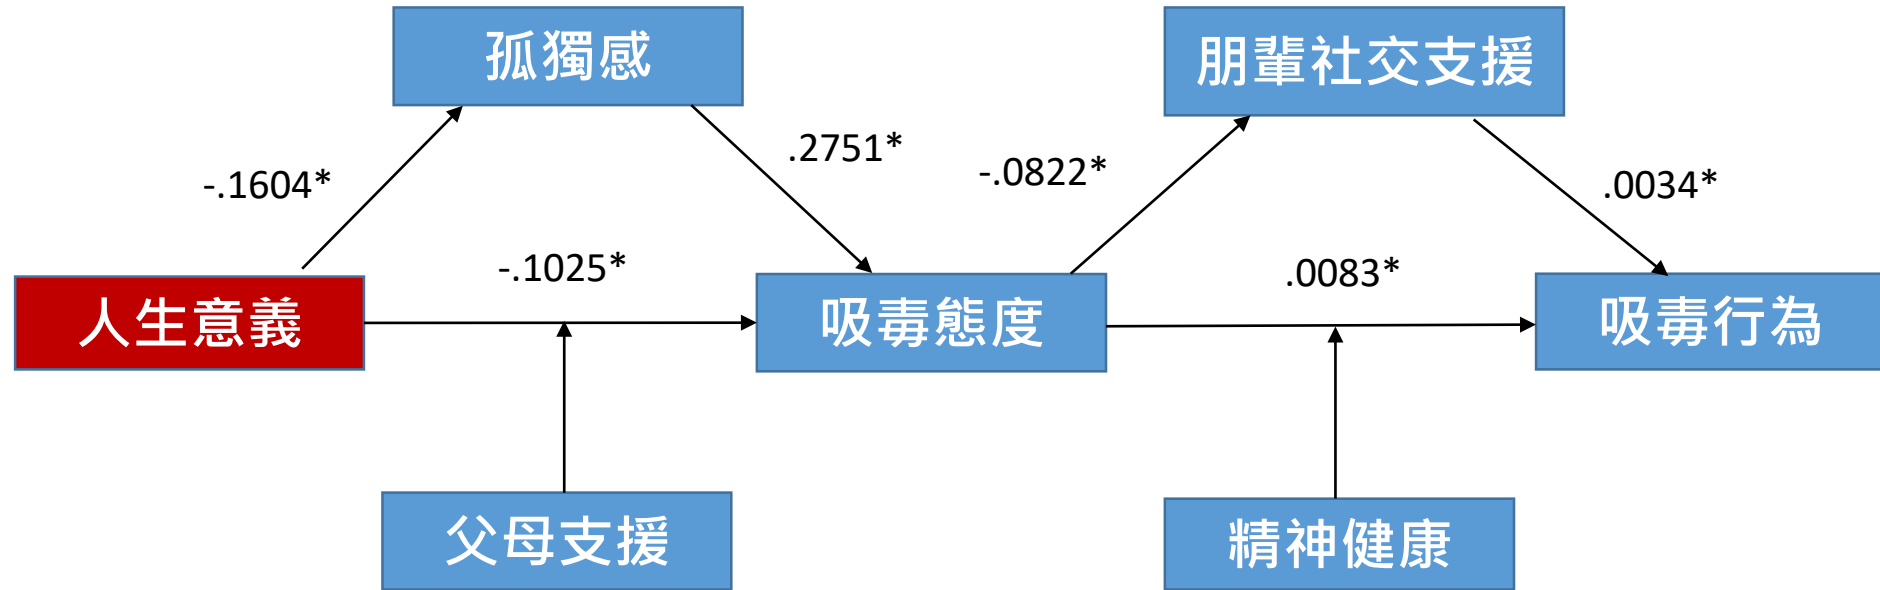 孤獨感
朋輩社交支援
.2751*
-.0822*
-.1604*
.0034*
-.1025*
.0083*
人生意義
吸毒態度
吸毒行為
父母支援
精神健康